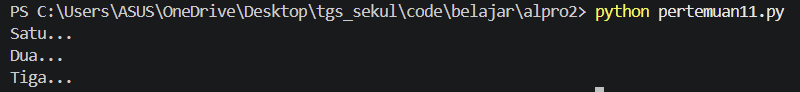 PS C:\Users\ASUS\OneDrive\Desktop\tgs_sekul\code\belajar\alpro2> python pertemuan11.py
Satu...
Dua...
Tiga...